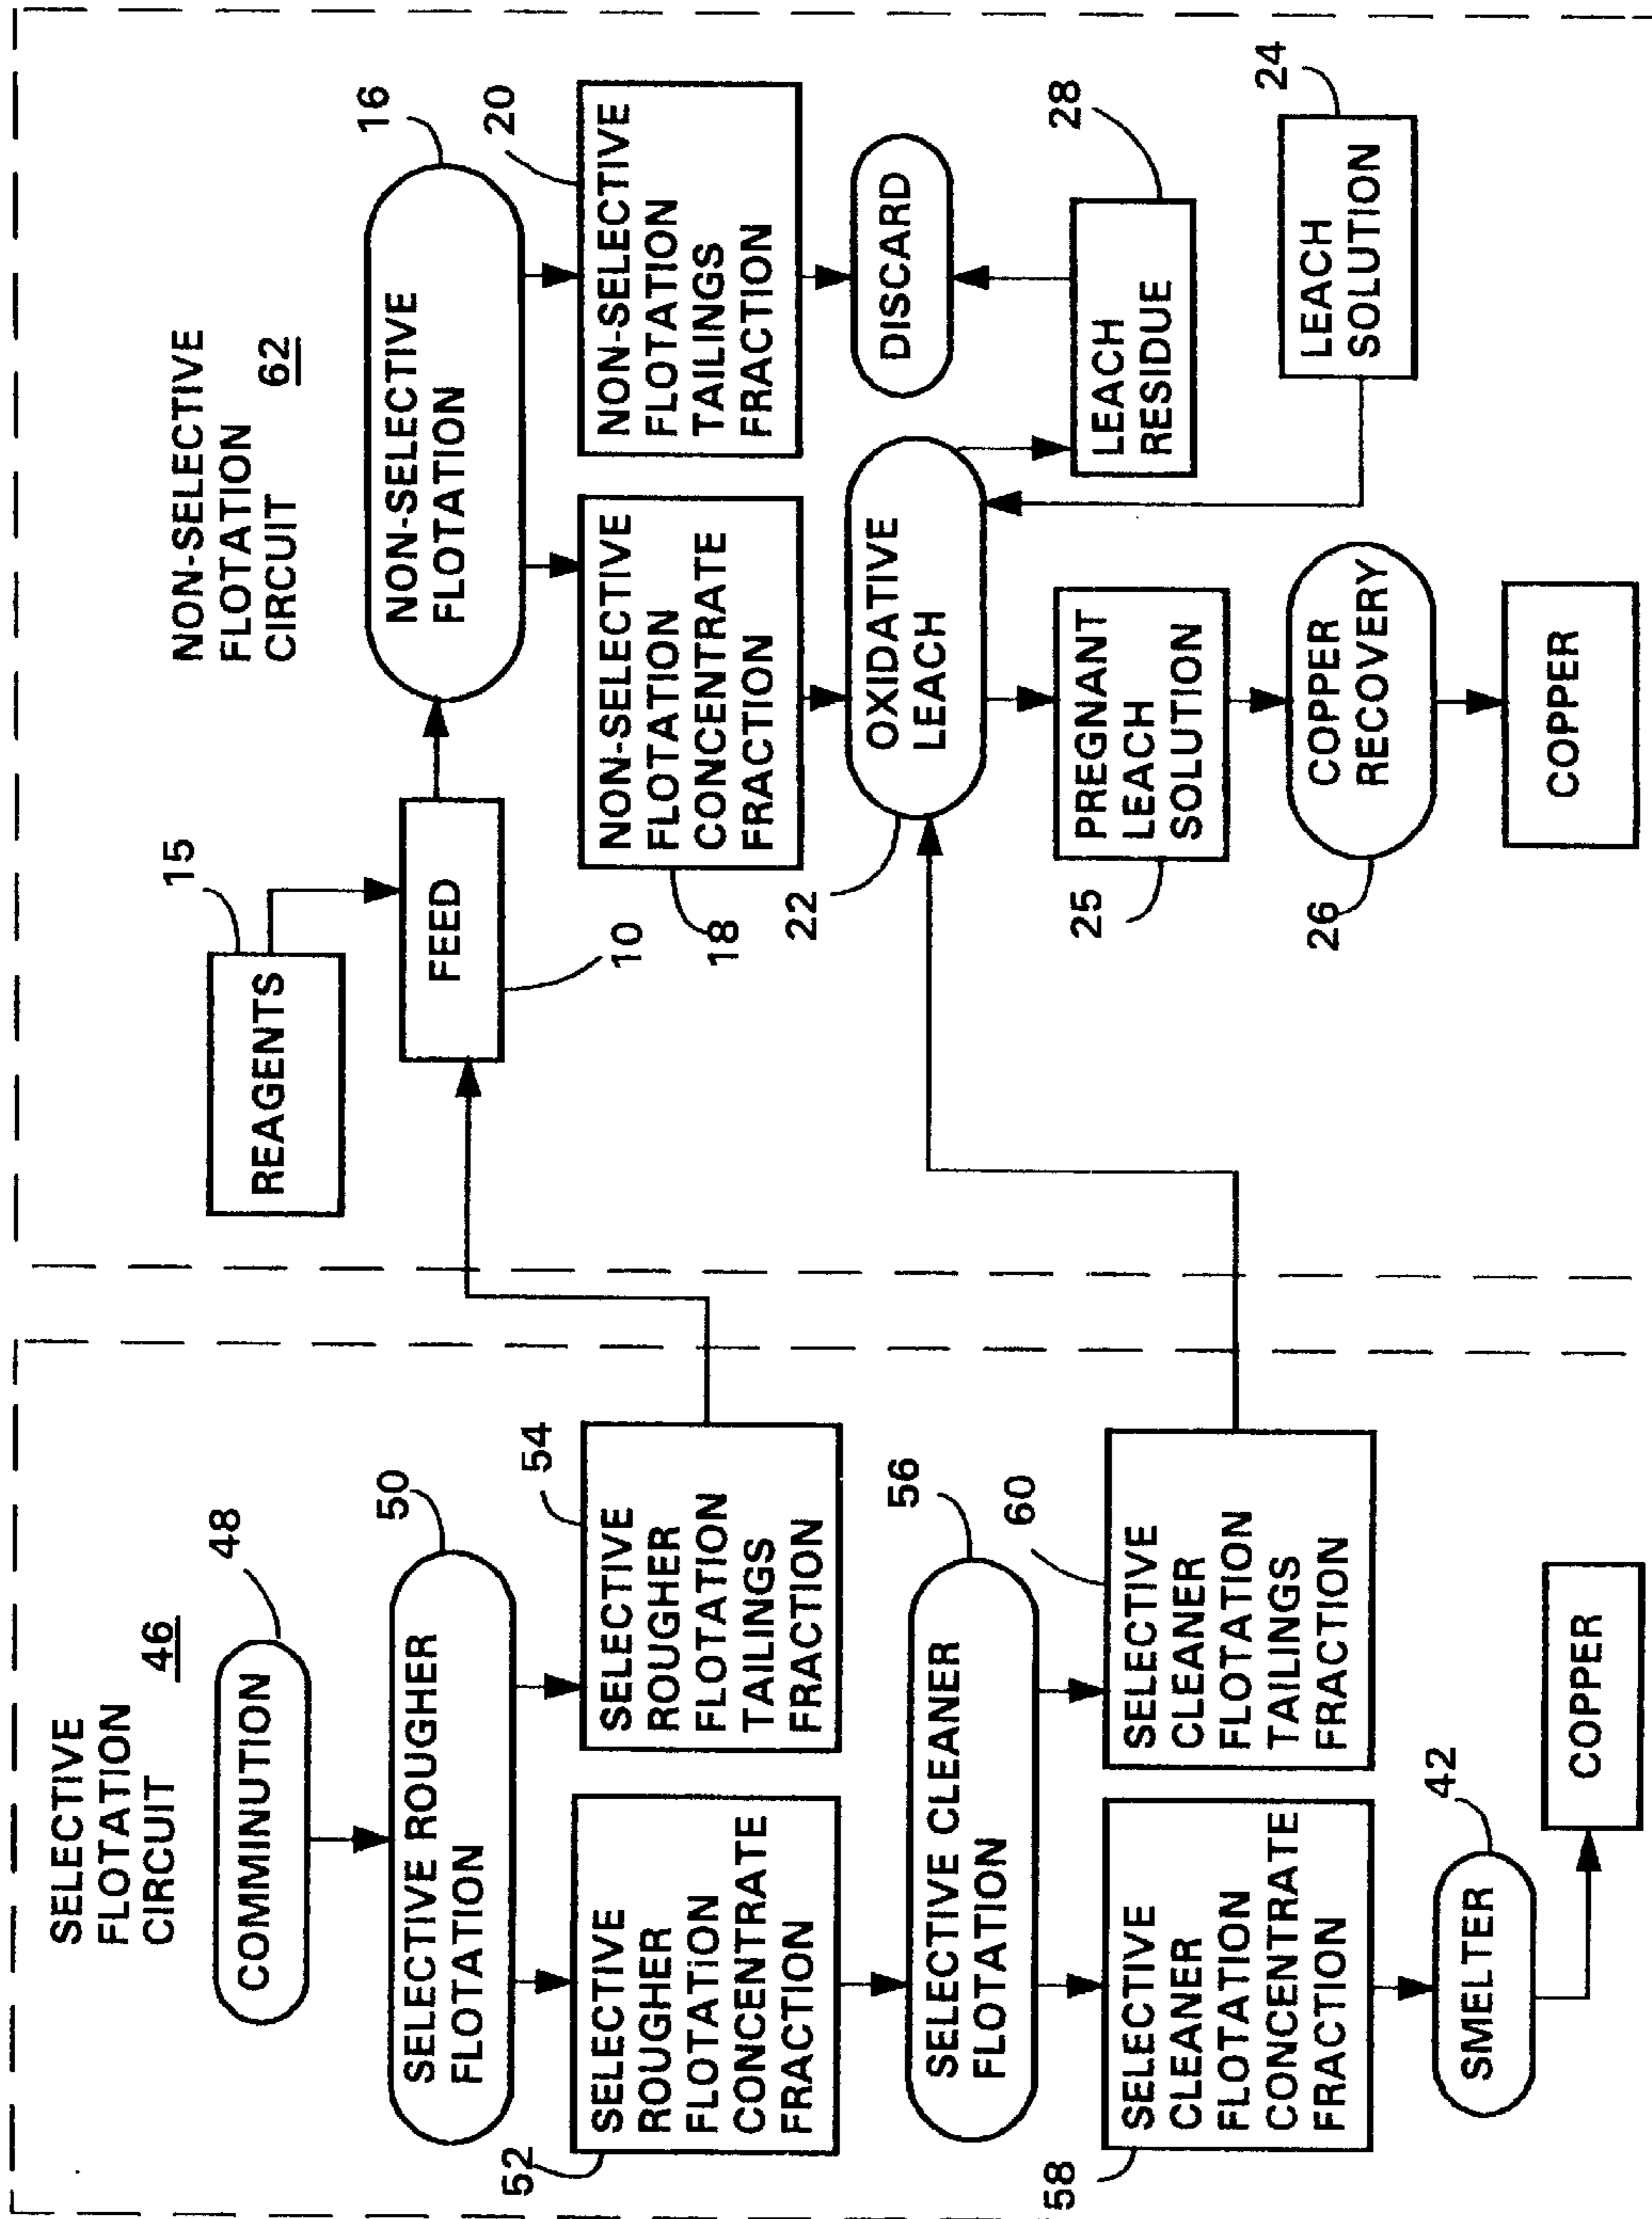 SELECTIVE
FLOTATION
CIRCUIT
46
COMMINUTION
48
SELECTIVE ROUGHER
FLOTATION
50
SELECTIVE
ROUGHER
FLOTATION
CONCENTRATE
FRACTION
52
SELECTIVE
ROUGHER
FLOTATION
TAILINGS
FRACTION
54
SELECTIVE CLEANER
FLOTATION
56
SELECTIVE
CLEANER
FLOTATION
CONCENTRATE
FRACTION
58
SELECTIVE
CLEANER
FLOTATION
TAILINGS
FRACTION
60
SMELTER
42
COPPER
NON-SELECTIVE
FLOTATION
CIRCUIT
62
REAGENTS
15
FEED
10
NON-SELECTIVE
FLOTATION
16
NON-SELECTIVE
FLOTATION
CONCENTRATE
FRACTION
18
NON-SELECTIVE
FLOTATION
TAILINGS
FRACTION
20
OXIDATIVE
LEACH
22
DISCARD
PREGNANT
LEACH
SOLUTION
25
LEACH
RESIDUE
28
COPPER
RECOVERY
26
LEACH
SOLUTION
24
COPPER